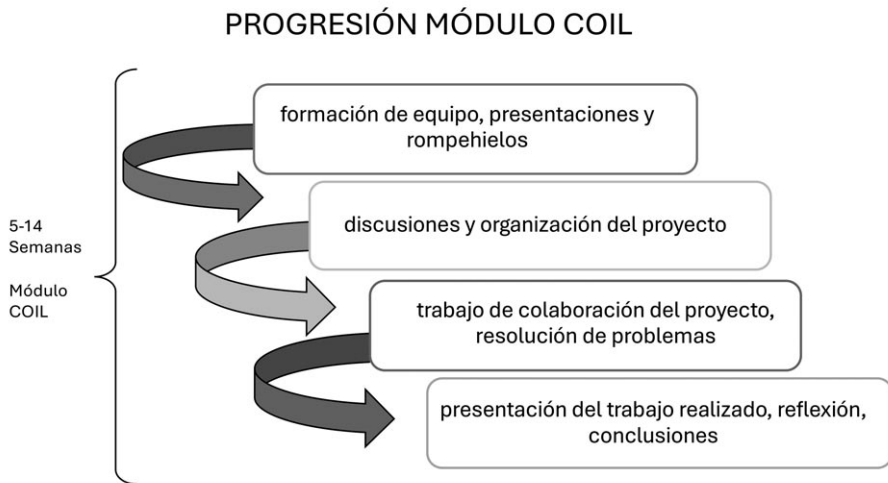 PROGRESIÓN MÓDULO COIL
formación de equipo, presentaciones y
rompehielos
5-14
Semanas
Módulo
COIL
discusiones y organización del proyecto
trabajo de colaboración del proyecto,
resolución de problemas
presentación del trabajo realizado, reflexión,
conclusiones